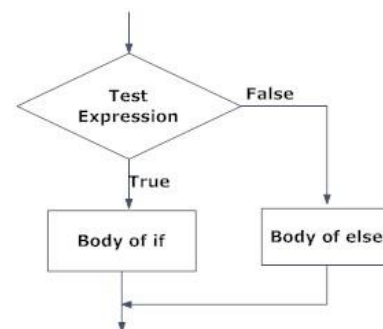 Test
Expression
False
True
Body of if
Body of else